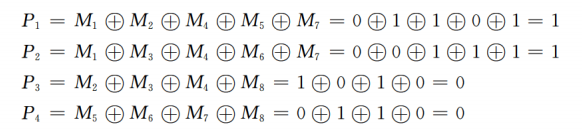 P₁ = M₁ ⊕ M₂ ⊕ M₄ ⊕ M₅ ⊕ M₇ = 0 ⊕ 1 ⊕ 1 ⊕ 0 ⊕ 1 = 1
P₂ = M₁ ⊕ M₃ ⊕ M₄ ⊕ M₆ ⊕ M₇ = 0 ⊕ 0 ⊕ 1 ⊕ 1 ⊕ 1 = 1
P₃ = M₂ ⊕ M₃ ⊕ M₄ ⊕ M₈ = 1 ⊕ 0 ⊕ 1 ⊕ 0 = 0
P₄ = M₅ ⊕ M₆ ⊕ M₇ ⊕ M₈ = 0 ⊕ 1 ⊕ 1 ⊕ 0 = 0